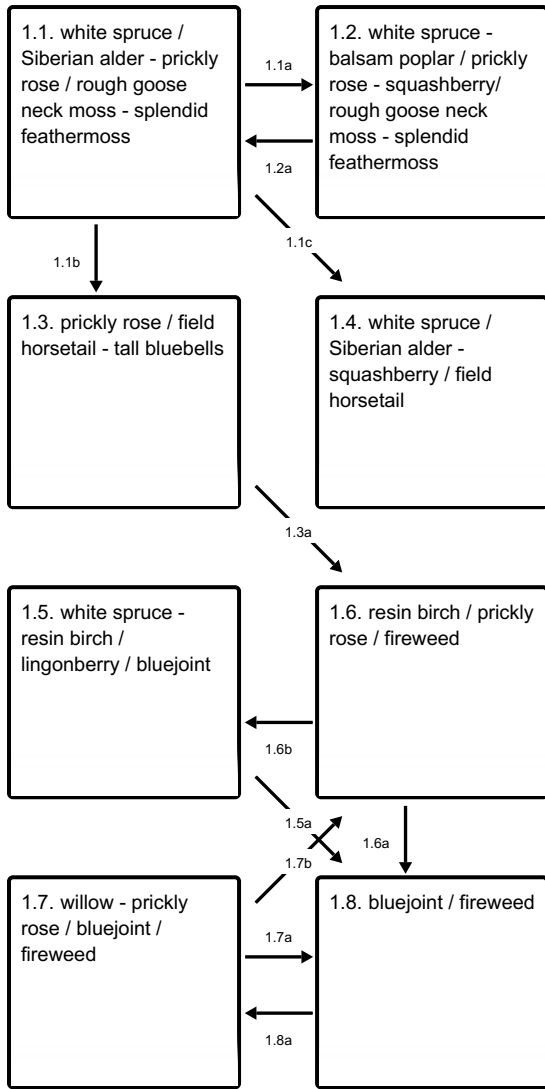 1.1. white spruce /
Siberian alder - prickly
rose / rough goose
neck moss - splendid
feathermoss
1.1a
1.2a
1.2. white spruce -
balsam poplar / prickly
rose - squashberry/
rough goose neck
moss - splendid
feathermoss
1.1b
1.1c
1.3. prickly rose / field
horsetail - tall bluebells
1.4. white spruce /
Siberian alder -
squashberry / field
horsetail
1.3a
1.5. white spruce -
resin birch /
lingonberry / bluejoint
1.6. resin birch / prickly
rose / fireweed
1.6b
1.5a
1.7b
1.6a
1.7. willow - prickly
rose / bluejoint /
fireweed
1.7a
1.8a
1.8. bluejoint / fireweed